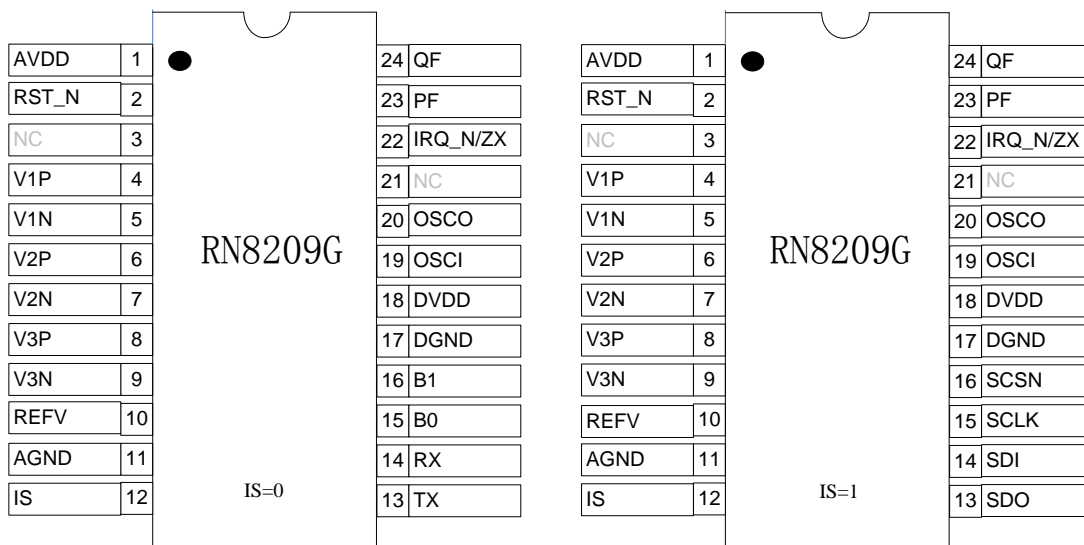 AVDD 1
RST_N 2
NC 3
V1P 4
V1N 5
V2P 6
V2N 7
V3P 8
V3N 9
REFV 10
AGND 11
IS 12
RN8209G
IS=0
24 QF
23 PF
22 IRQ_N/ZX
21 NC
20 OSCO
19 OSCI
18 DVDD
17 DGND
16 B1
15 B0
14 RX
13 TX
AVDD 1
RST_N 2
NC 3
V1P 4
V1N 5
V2P 6
V2N 7
V3P 8
V3N 9
REFV 10
AGND 11
IS 12
RN8209G
IS=1
24 QF
23 PF
22 IRQ_N/ZX
21 NC
20 OSCO
19 OSCI
18 DVDD
17 DGND
16 SCSN
15 SCLK
14 SDI
13 SDO